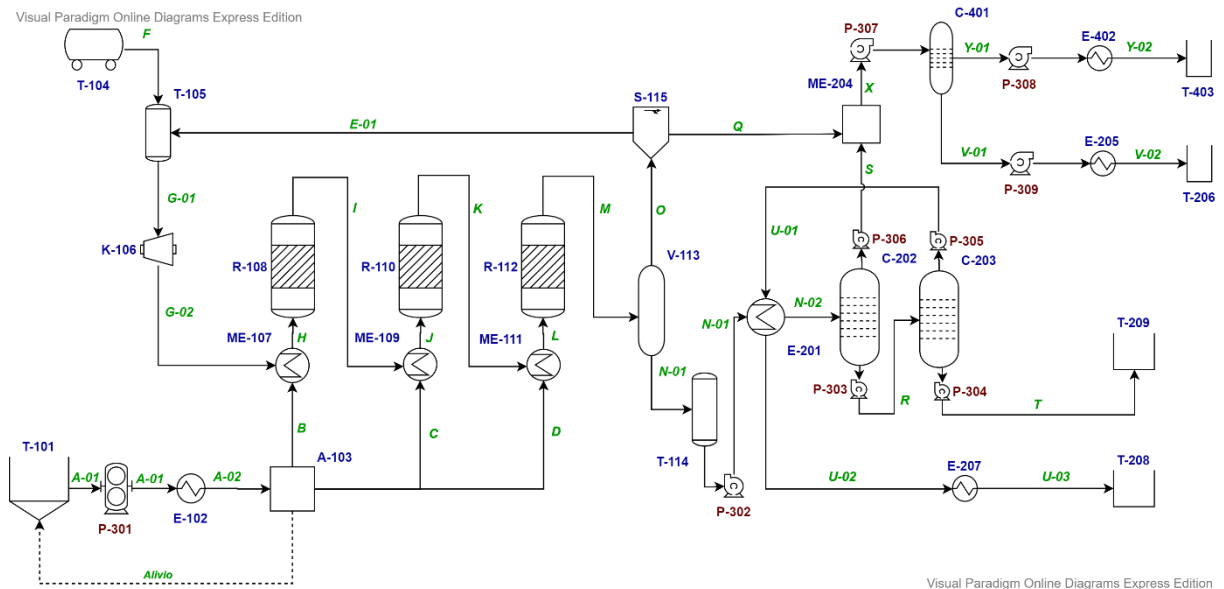 Visual Paradigm Online Diagrams Express Edition
F
T-104
T-105
E-01
S-115
Q
P-307
ME-204
X
C-401
Y-01
P-308
E-402
Y-02
T-403
V-01
P-309
E-205
V-02
T-206
S
G-01
K-106
G-02
I
K
M
O
R-108
R-110
R-112
V-113
U-01
P-306
C-202
P-305
C-203
ME-107
H
ME-109
J
ME-111
L
N-01
N-01
N-02
E-201
P-303
R
P-304
T
T-209
B
C
D
T-101
A-01
A-01
A-02
A-103
P-301
E-102
T-114
P-302
U-02
E-207
U-03
T-208
Alivio
Visual Paradigm Online Diagrams Express Edition